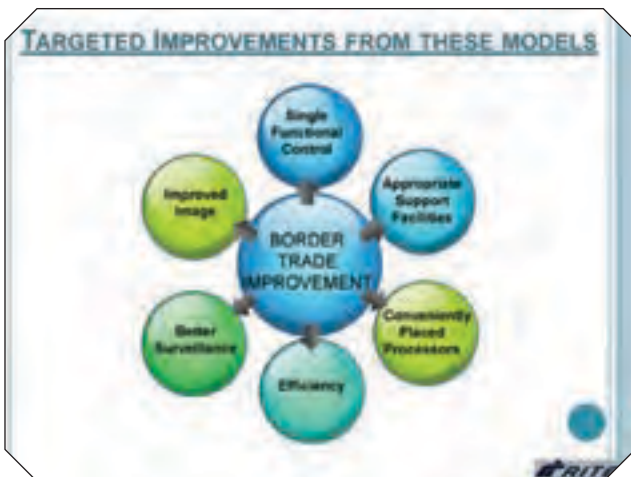 TARGETED IMPROVEMENTS FROM THESE MODELS
Single
Functional
Control
Appropriate
Support
Facilities
Conveniently
Placed
Processors
Efficiency
Better
Surveillance
Improved
Image
BORDER
TRADE
IMPROVEMENT